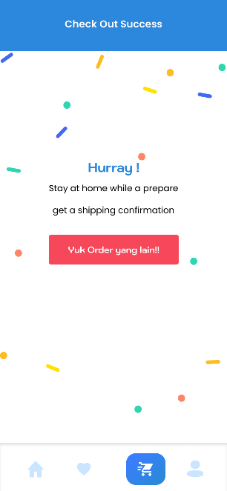 Check Out Success
Hurray !
Stay at home while a prepare
get a shipping confirmation
Yuk Order yang lain!!